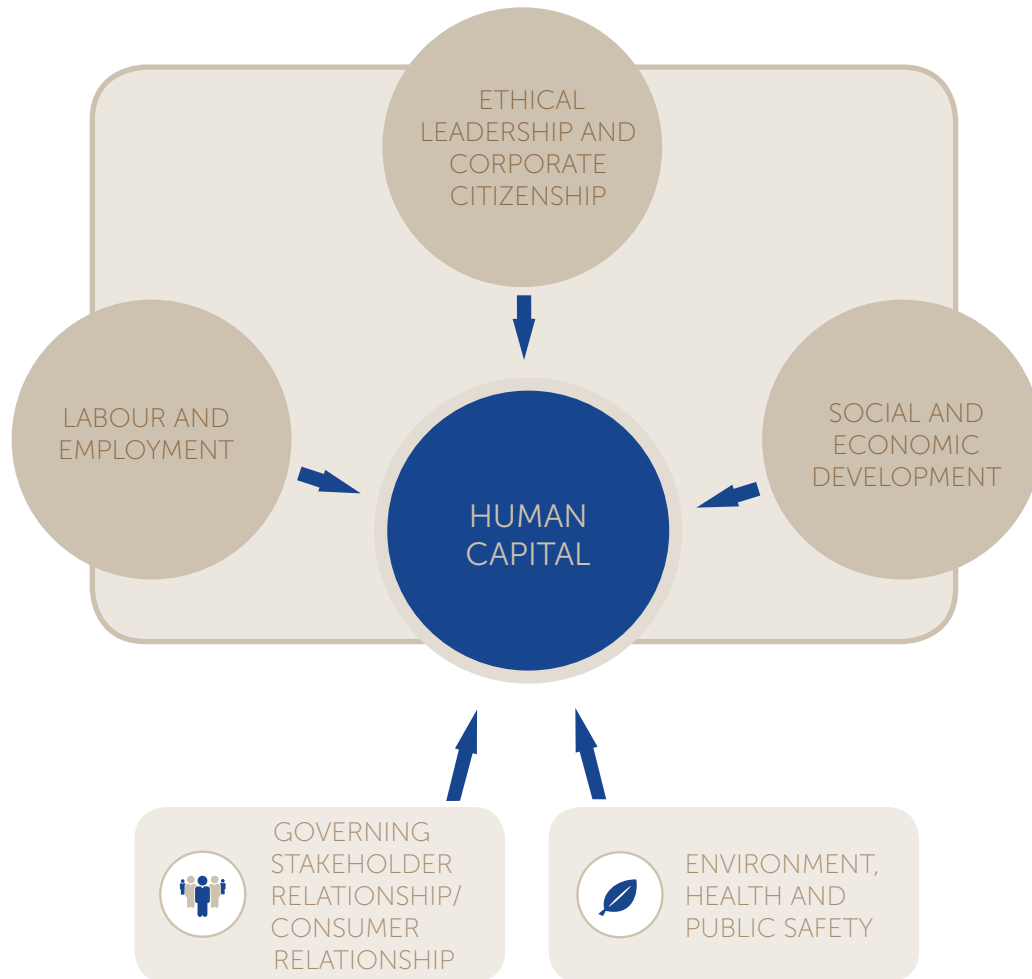 ETHICAL
LEADERSHIP AND
CORPORATE
CITIZENSHIP
LABOUR AND
EMPLOYMENT
SOCIAL AND
ECONOMIC
DEVELOPMENT
HUMAN
CAPITAL
GOVERNING
STAKEHOLDER
RELATIONSHIP/
CONSUMER
RELATIONSHIP
ENVIRONMENT,
HEALTH AND
PUBLIC SAFETY